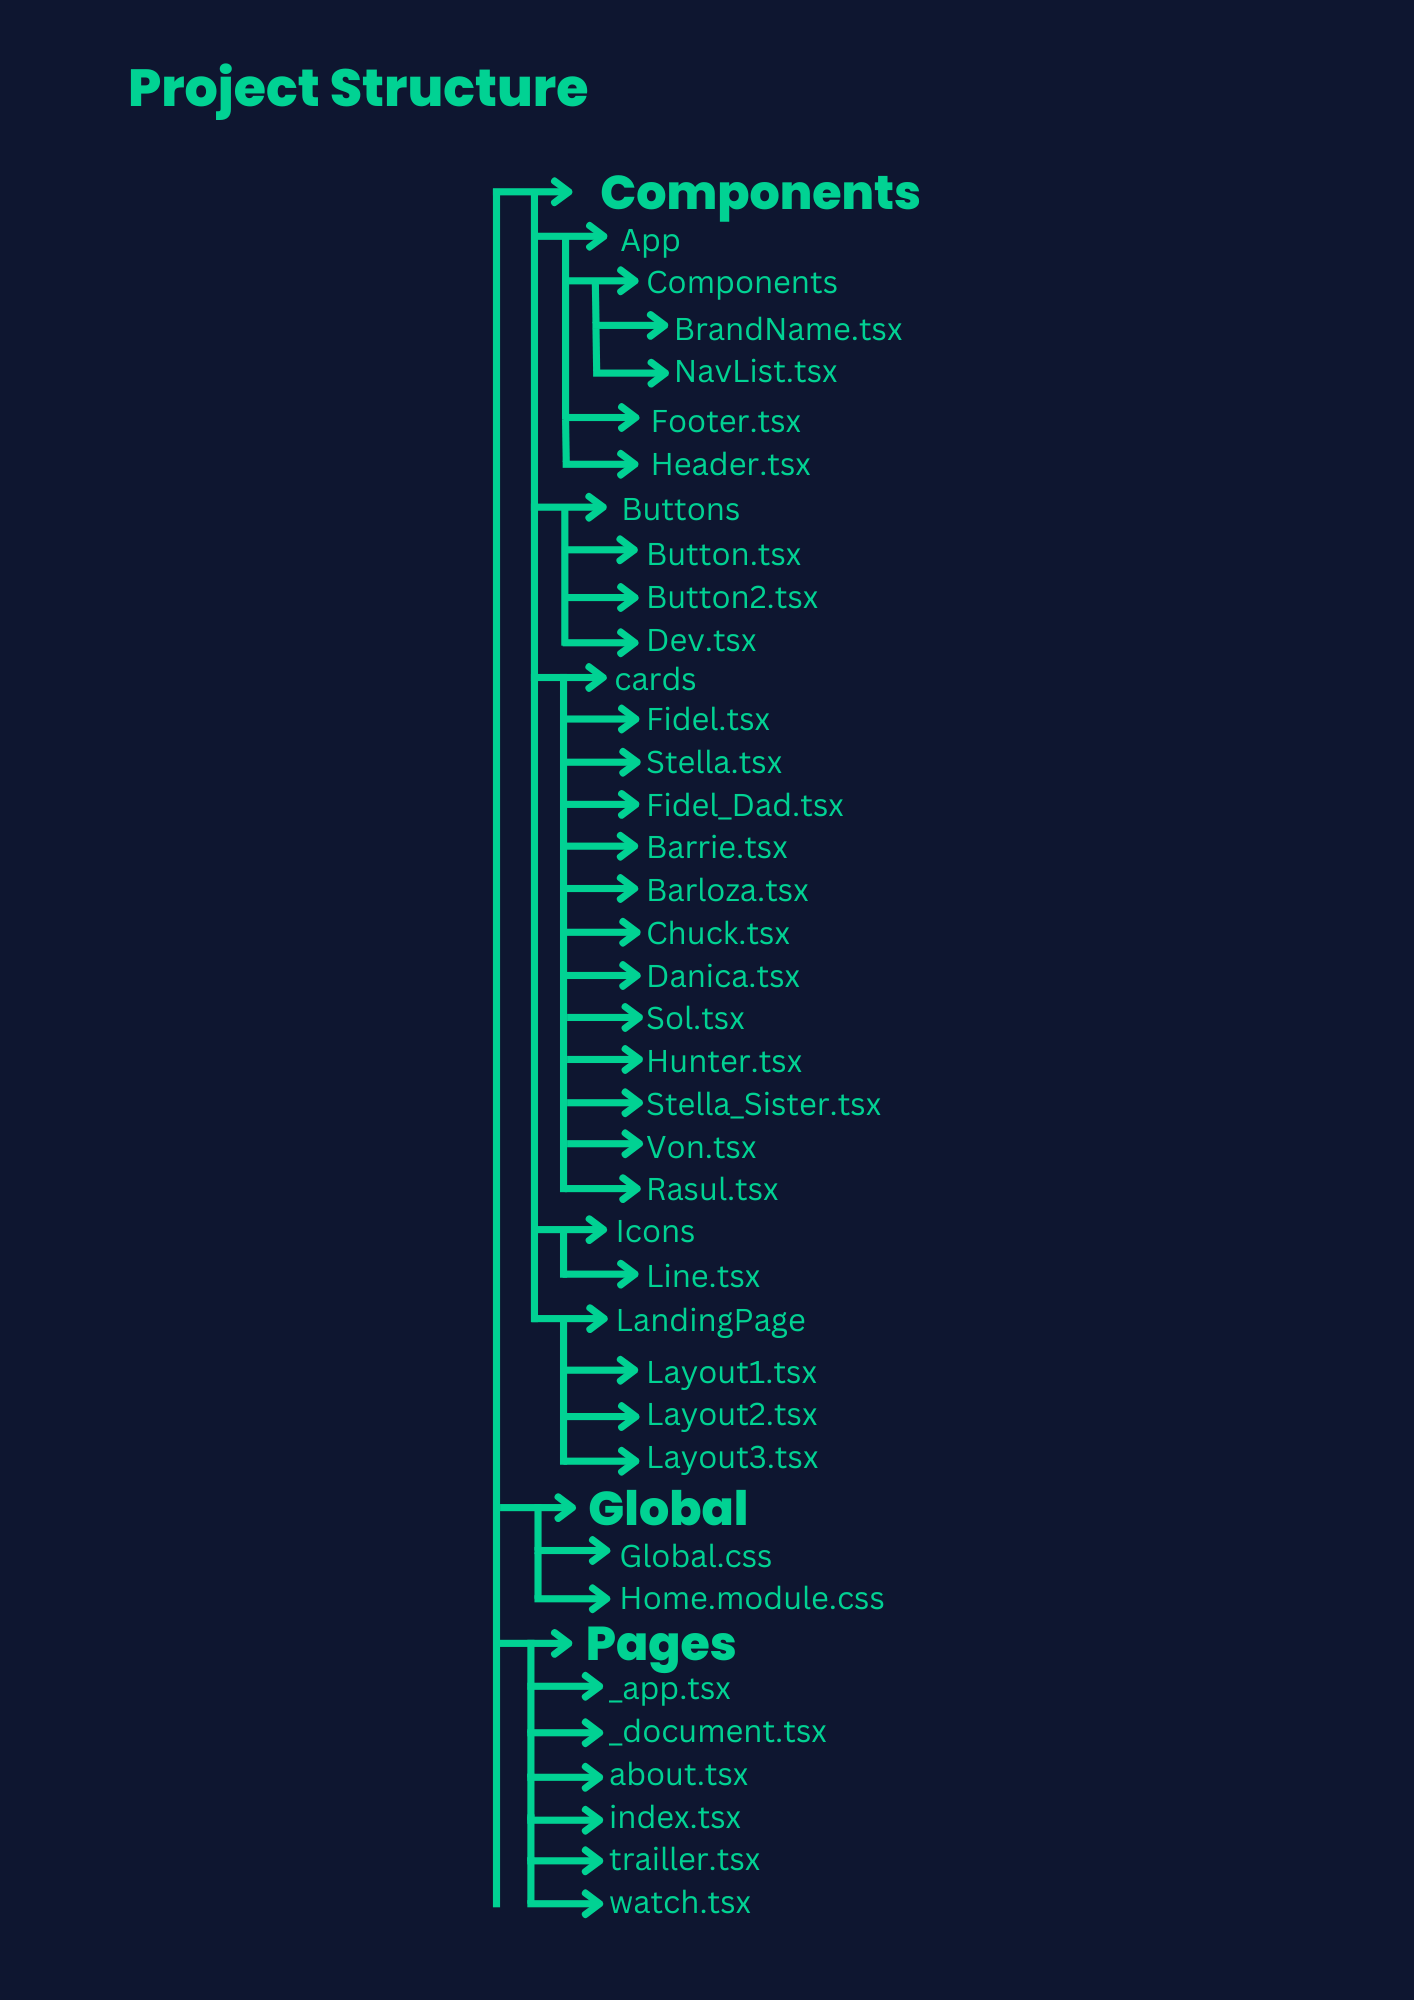 Project Structure
Components
App
Components
BrandName.tsx
NavList.tsx
Footer.tsx
Header.tsx
Buttons
Button.tsx
Button2.tsx
Dev.tsx
cards
Fidel.tsx
Stella.tsx
Fidel_Dad.tsx
Barrie.tsx
Barloza.tsx
Chuck.tsx
Danica.tsx
Sol.tsx
Hunter.tsx
Stella_Sister.tsx
Von.tsx
Rasul.tsx
Icons
Line.tsx
LandingPage
Layout1.tsx
Layout2.tsx
Layout3.tsx
Global
Global.css
Home.module.css
Pages
_app.tsx
_document.tsx
about.tsx
index.tsx
trailler.tsx
watch.tsx